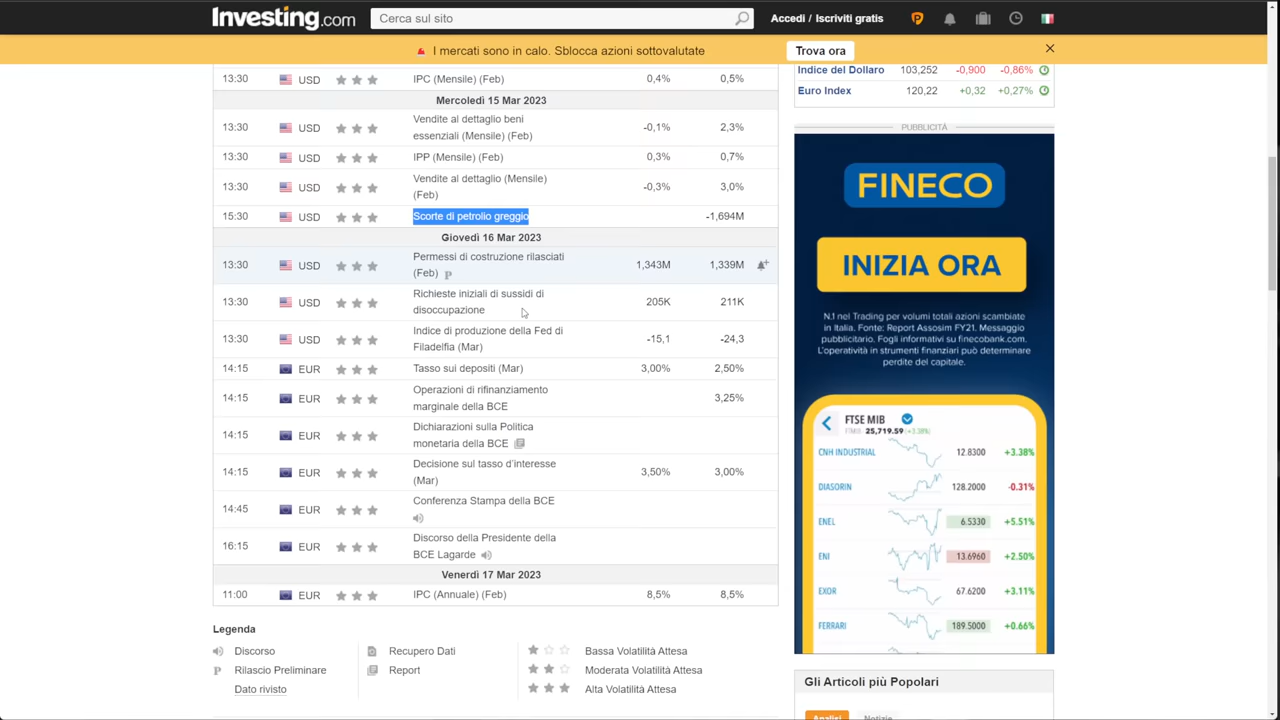 Investing.com
Cerca sul sito
Accedi / Iscriviti gratis
I mercati sono in calo. Sblocca azioni sottovalutate
Trova ora
13:30 USD IPC (Mensile) (Feb) 0,4% 0,5%
Mercoledì 15 Mar 2023
13:30 USD Vendite al dettaglio beni essenziali (Mensile) (Feb) -0,1% 2,3%
13:30 USD IPP (Mensile) (Feb) 0,3% 0,7%
13:30 USD Vendite al dettaglio (Mensile) (Feb) -0,3% 3,0%
15:30 USD Scorte di petrolio greggio -1,694M
Giovedì 16 Mar 2023
13:30 USD Permessi di costruzione rilasciati (Feb) P 1,343M 1,339M
13:30 USD Richieste iniziali di sussidi di disoccupazione 205K 211K
13:30 USD Indice di produzione della Fed di Filadelfia (Mar) -15,1 -24,3
14:15 EUR Tasso sui depositi (Mar) 3,00% 2,50%
14:15 EUR Operazioni di rifinanziamento marginale della BCE 3,25%
14:15 EUR Dichiarazioni sulla Politica monetaria della BCE
14:15 EUR Decisione sul tasso d'interesse (Mar) 3,50% 3,00%
14:45 EUR Conferenza Stampa della BCE
16:15 EUR Discorso della Presidente della BCE Lagarde
Venerdì 17 Mar 2023
11:00 EUR IPC (Annuale) (Feb) 8,5% 8,5%
Legenda
Discorso
P Rilascio Preliminare
Dato rivisto
Recupero Dati
Report
Bassa Volatilità Attesa
Moderata Volatilità Attesa
Alta Volatilità Attesa
Indice del Dollaro 103,252 -0,900 -0,86%
Euro Index 120,22 +0,32 +0,27%
PUBBLICITÀ
FINECO
INIZIA ORA
N.1 nel Trading per volumi totali azioni scambiate
in Italia. Fonte: Report Assosim FY21. Messaggio
pubblicitario. Fogli informativi su finecobank.com.
L'operatività in strumenti finanziari può determinare
perdite del capitale.
FTSE MIB
FTMIB 25,719.59 (+3.38%)
CNH INDUSTRIAL 12.8300 +3.38%
DIASORIN 128.2000 -0.31%
ENEL 6.5330 +5.51%
ENI 13.6960 +2.50%
EXOR 67.6200 +3.11%
FERRARI 189.5000 +0.66%
Gli Articoli più Popolari
Analisi Notizie